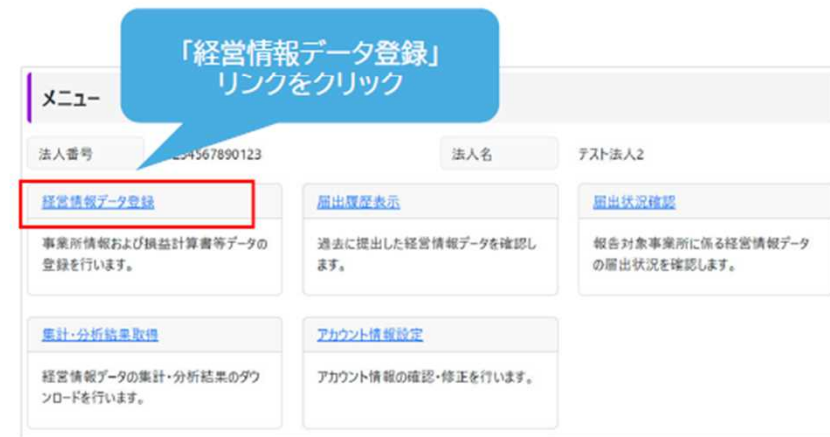 「経営情報データ登録」
リンクをクリック
メニュー
法人番号 234567890123 法人名 テスト法人2
経営情報データ登録
事業所情報および損益計算書等データの
登録を行います。
届出履歴表示
過去に提出した経営情報データを確認し
ます。
届出状況確認
報告対象事業所に係る経営情報データ
の届出状況を確認します。
集計・分析結果取得
経営情報データの集計・分析結果のダウ
ンロードを行います。
アカウント情報設定
アカウント情報の確認・修正を行います。